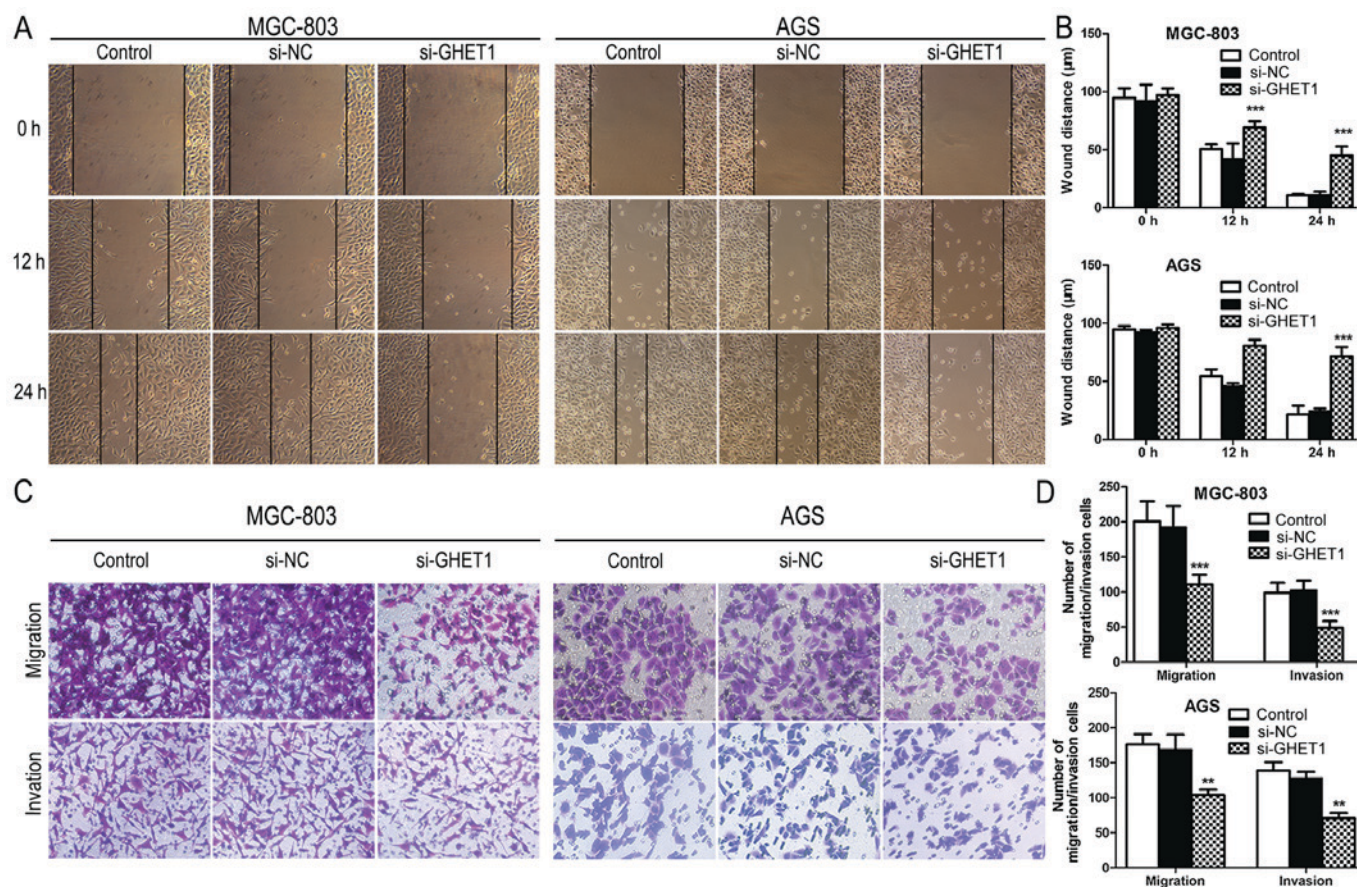 A
MGC-803
AGS
Control si-NC si-GHET1
Control si-NC si-GHET1
0 h
12 h
24 h
B
MGC-803
Control
si-NC
si-GHET1
Wound distance (µm)
150
100
50
0
***
***
0 h 12 h 24 h
AGS
Control
si-NC
si-GHET1
Wound distance (µm)
150
100
50
0
***
0 h 12 h 24 h
C
MGC-803
AGS
Control si-NC si-GHET1
Control si-NC si-GHET1
Migration
Invation
D
MGC-803
Control
si-NC
si-GHET1
Number of
migration/invasion cells
250
200
150
100
50
0
***
***
Migration Invasion
AGS
Control
si-NC
si-GHET1
Number of
migration/invasion cells
250
200
150
100
50
0
**
**
Migration Invasion